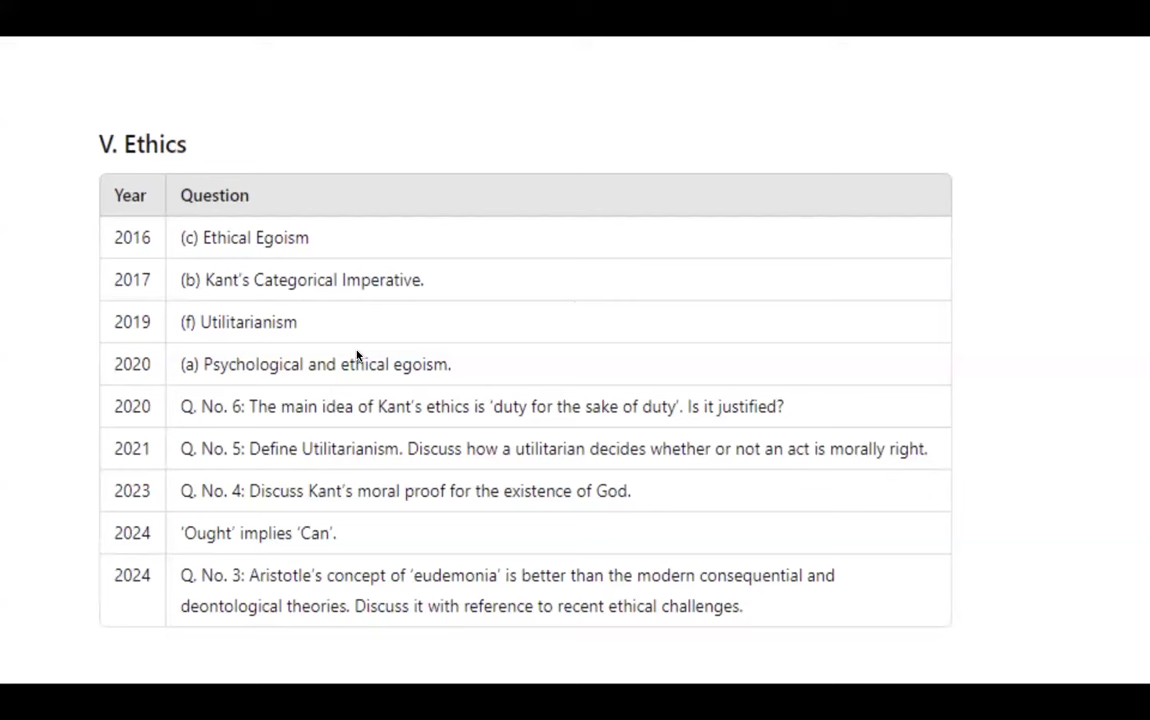 V. Ethics
Year Question
2016 (c) Ethical Egoism
2017 (b) Kant's Categorical Imperative.
2019 (f) Utilitarianism
2020 (a) Psychological and ethical egoism.
2020 Q. No. 6: The main idea of Kant's ethics is 'duty for the sake of duty'. Is it justified?
2021 Q. No. 5: Define Utilitarianism. Discuss how a utilitarian decides whether or not an act is morally right.
2023 Q. No. 4: Discuss Kant's moral proof for the existence of God.
2024 'Ought' implies 'Can'.
2024 Q. No. 3: Aristotle's concept of 'eudemonia' is better than the modern consequential and
deontological theories. Discuss it with reference to recent ethical challenges.